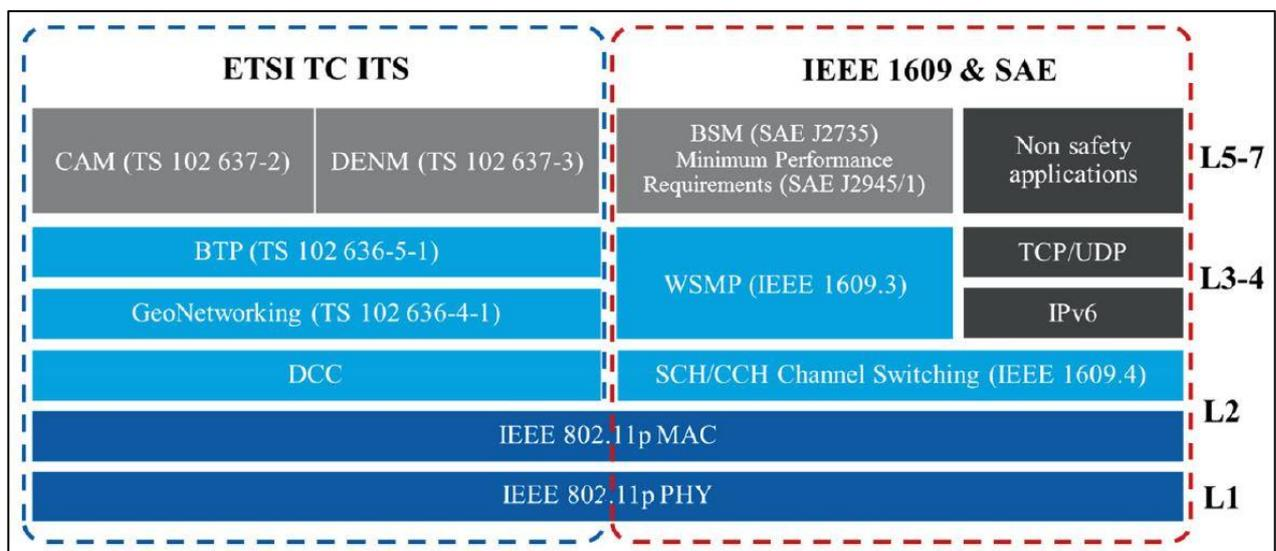 ETSI TC ITS
IEEE 1609 & SAE
CAM (TS 102 637-2)
DENM (TS 102 637-3)
BSM (SAE J2735)
Minimum Performance
Requirements (SAE J2945/1)
Non safety
applications
L5-7
BTP (TS 102 636-5-1)
WSMP (IEEE 1609.3)
TCP/UDP
L3-4
GeoNetworking (TS 102 636-4-1)
IPv6
DCC
SCH/CCH Channel Switching (IEEE 1609.4)
L2
IEEE 802.11p MAC
IEEE 802.11p PHY
L1